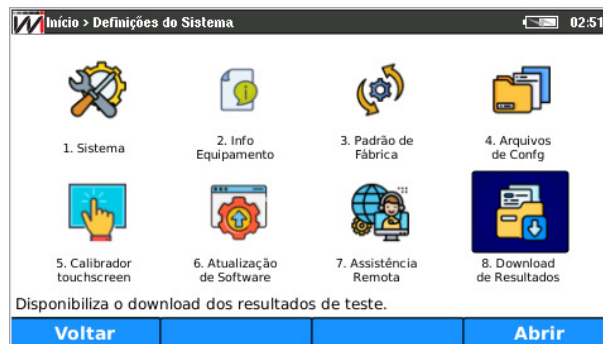 Início > Definições do Sistema
02:51
1. Sistema
2. Info
Equipamento
3. Padrão de
Fábrica
4. Arquivos
de Confg
5. Calibrador
touchscreen
6. Atualização
de Software
7. Assistência
Remota
8. Download
de Resultados
Disponibiliza o download dos resultados de teste.
Voltar
Abrir